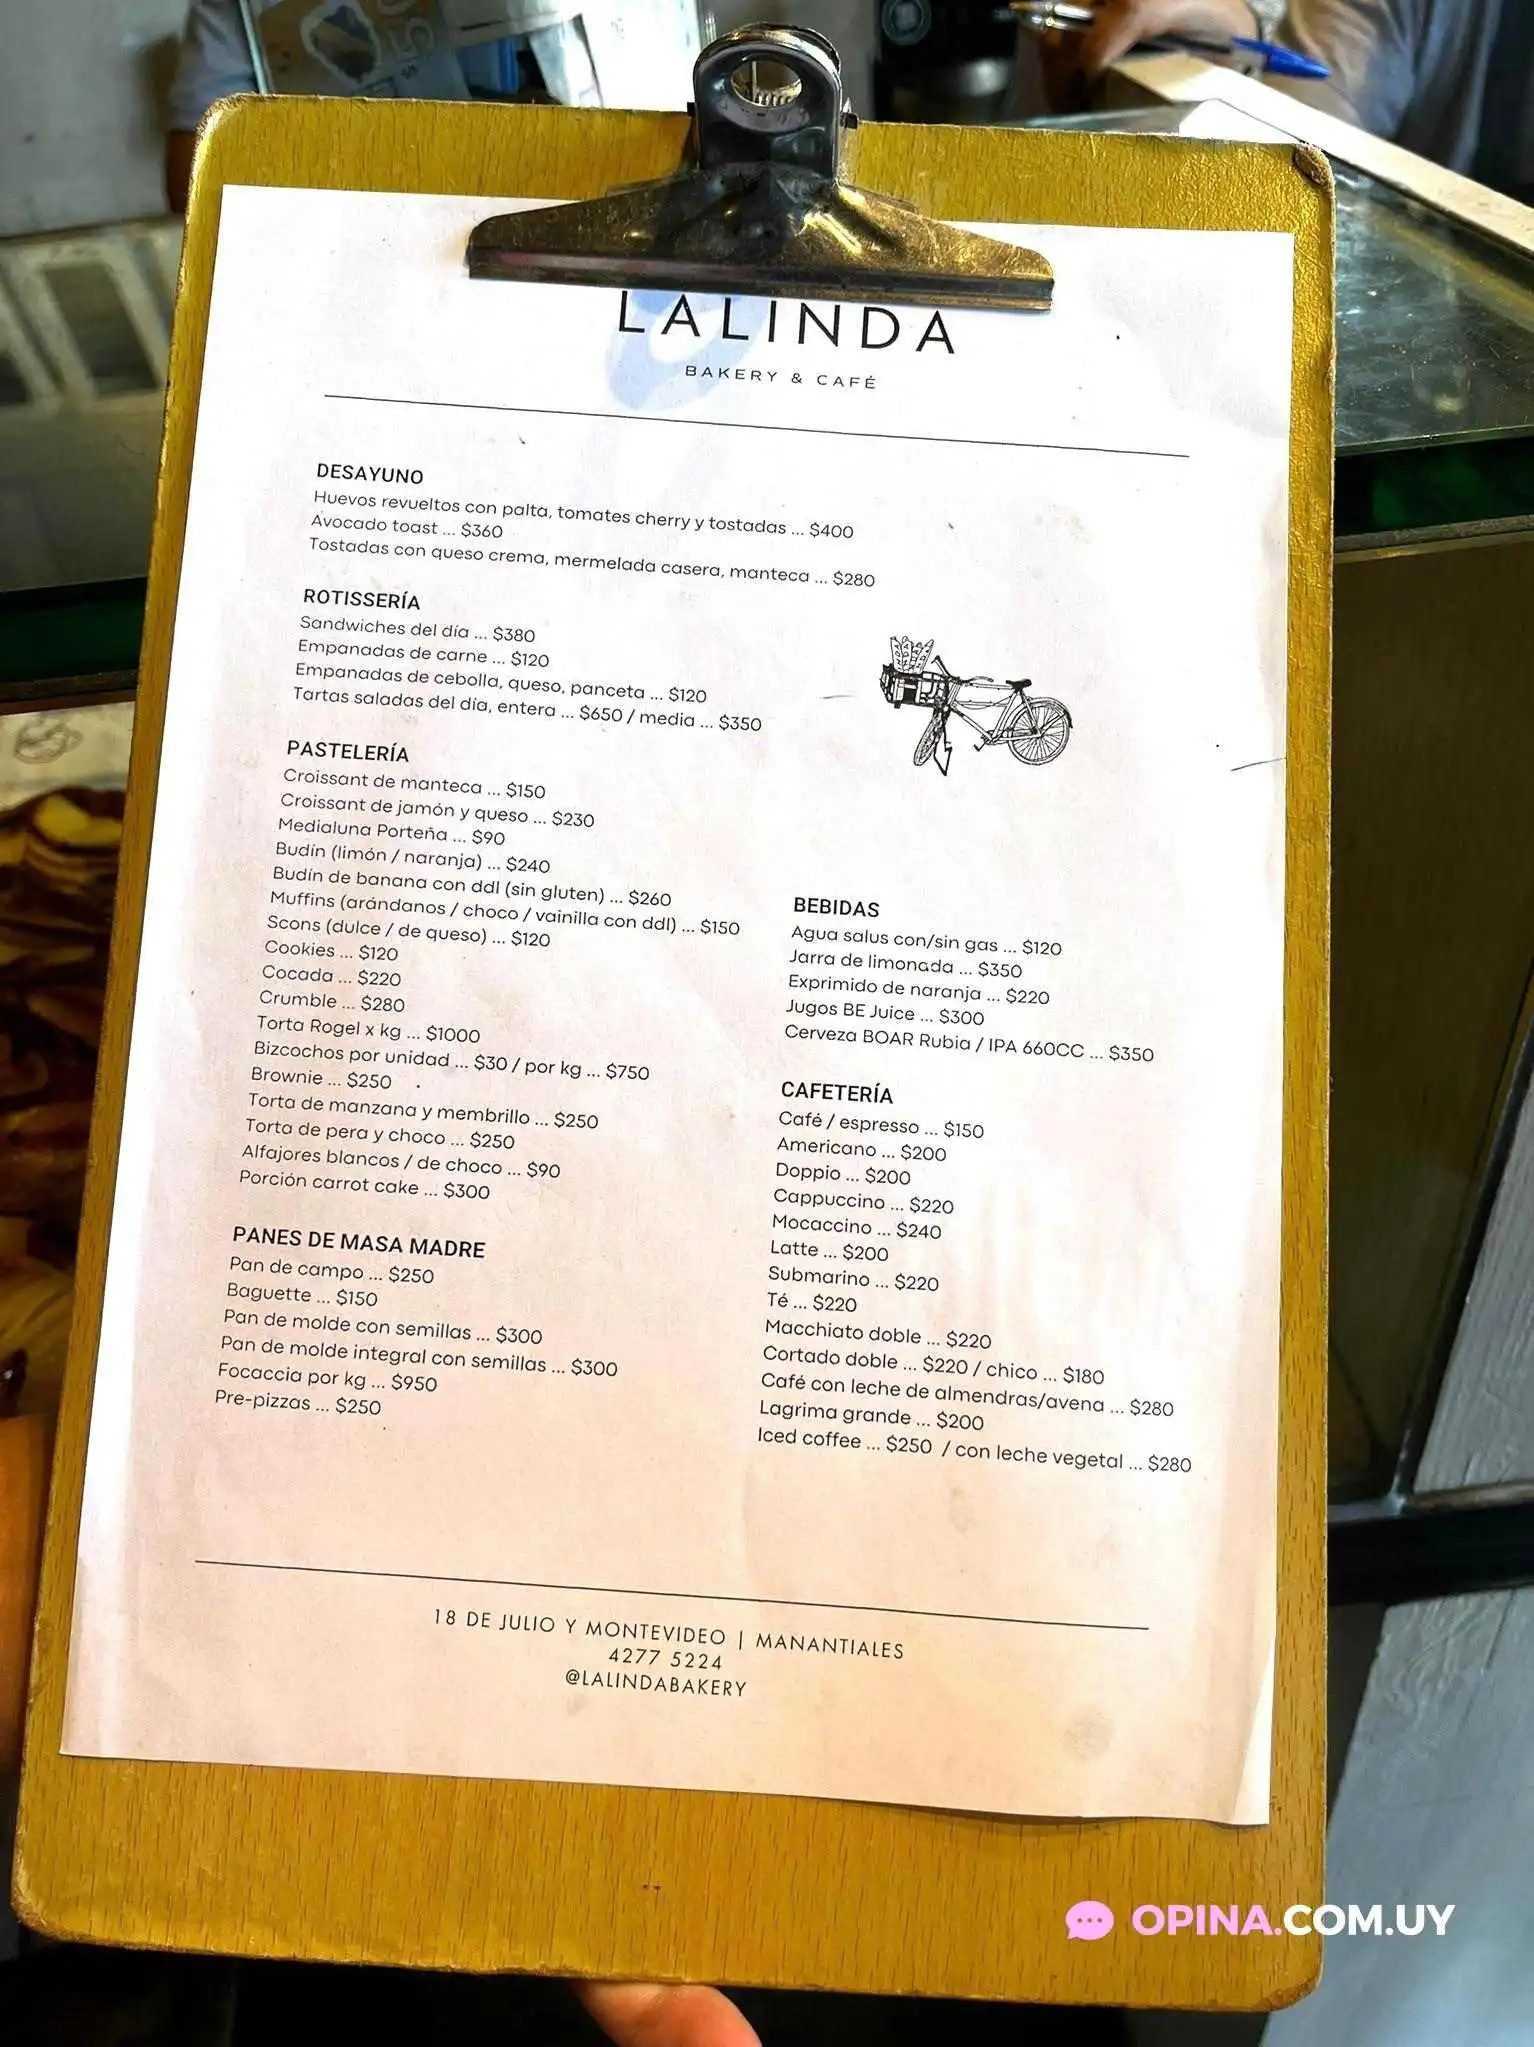 LALINDA
BAKERY & CAFÉ
DESAYUNO
Huevos revueltos con palta, tomates cherry y tostadas ... $400
Avocado toast ... $360
Tostadas con queso crema, mermelada casera, manteca ... $280
ROTISSERÍA
Sandwiches del día ... $380
Empanadas de carne ... $120
Empanadas de cebolla, queso, panceta ... $120
Tartas saladas del día, entera ... $650 / media ... $350
PASTELERÍA
Croissant de manteca ... $150
Croissant de jamón y queso ... $230
Medialuna Porteña ... $90
Budín (limón / naranja) ... $240
Budín de banana con ddl (sin gluten) ... $260
Muffins (arándanos / choco / vainilla con ddl) ... $150
Scons (dulce / de queso) ... $120
Cookies ... $120
Cocada ... $220
Crumble ... $280
Torta Rogel x kg ... $1000
Bizcochos por unidad ... $30 / por kg ... $750
Brownie ... $250
Torta de manzana y membrillo ... $250
Torta de pera y choco ... $250
Alfajores blancos / de choco ... $90
Porción carrot cake ... $300
PANES DE MASA MADRE
Pan de campo ... $250
Baguette ... $150
Pan de molde con semillas ... $300
Pan de molde integral con semillas ... $300
Focaccia por kg ... $950
Pre-pizzas ... $250
BEBIDAS
Agua salus con/sin gas ... $120
Jarra de limonada ... $350
Exprimido de naranja ... $220
Jugos BE Juice ... $300
Cerveza BOAR Rubia / IPA 660CC ... $350
CAFETERÍA
Café / espresso ... $150
Americano ... $200
Doppio ... $200
Cappuccino ... $220
Mocaccino ... $240
Latte ... $200
Submarino ... $220
Té ... $220
Macchiato doble ... $220
Cortado doble ... $220 / chico ... $180
Café con leche de almendras/avena ... $280
Lagrima grande ... $200
Iced coffee ... $250 / con leche vegetal ... $280
18 DE JULIO Y MONTEVIDEO | MANANTIALES
4277 5224
@LALINDABAKERY
OPINA.COM.UY